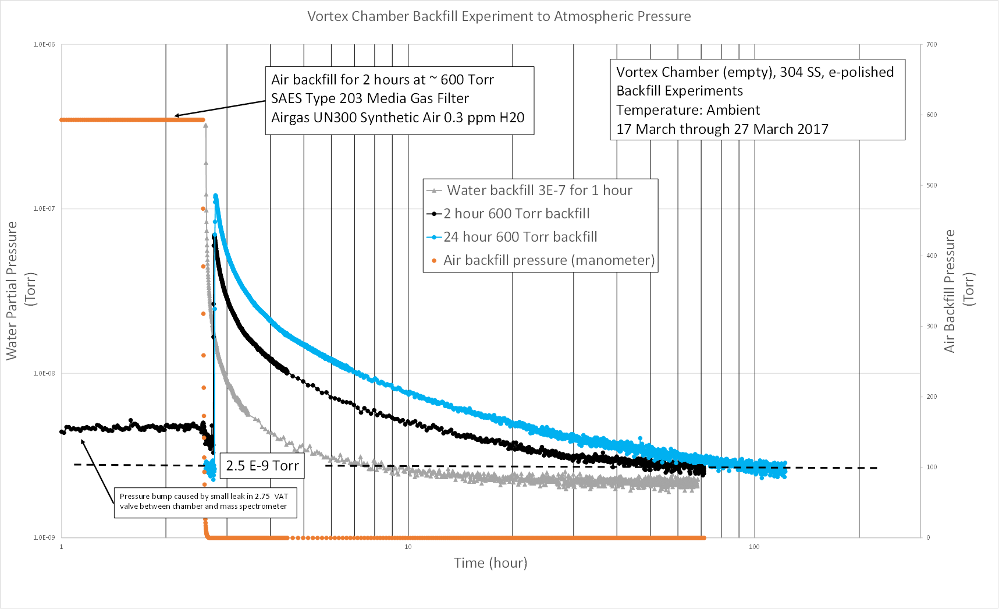 Vortex Chamber Backfill Experiment to Atmospheric Pressure
1.0E-06
1.0E-07
1.0E-08
1.0E-09
Water Partial Pressure
(Torr)
700
600
500
400
300
200
100
0
Air Backfill Pressure
(Torr)
Air backfill for 2 hours at ~ 600 Torr
SAES Type 203 Media Gas Filter
Airgas UN300 Synthetic Air 0.3 ppm H20
Vortex Chamber (empty), 304 SS, e-polished
Backfill Experiments
Temperature: Ambient
17 March through 27 March 2017
Water backfill 3E-7 for 1 hour
2 hour 600 Torr backfill
24 hour 600 Torr backfill
Air backfill pressure (manometer)
2.5 E-9 Torr
Pressure bump caused by small leak in 2.75 VAT
valve between chamber and mass spectrometer
1
10
100
Time (hour)